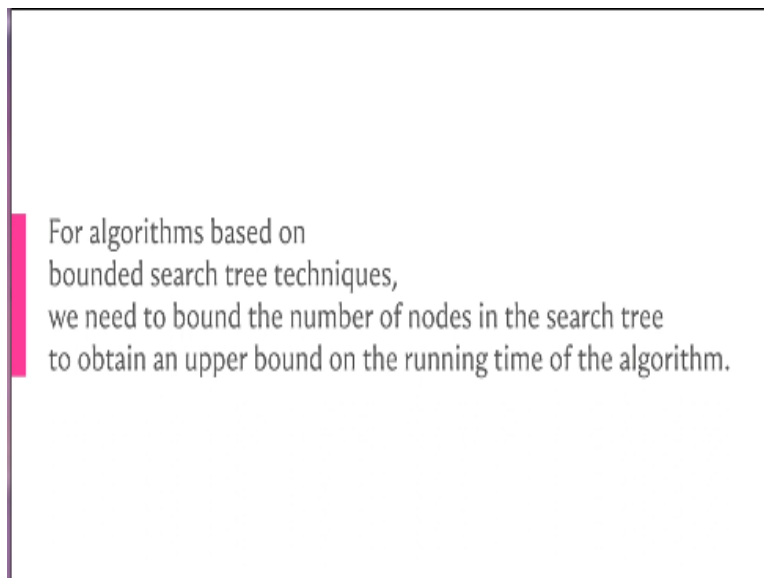 For algorithms based on
bounded search tree techniques,
we need to bound the number of nodes in the search tree
to obtain an upper bound on the running time of the algorithm.